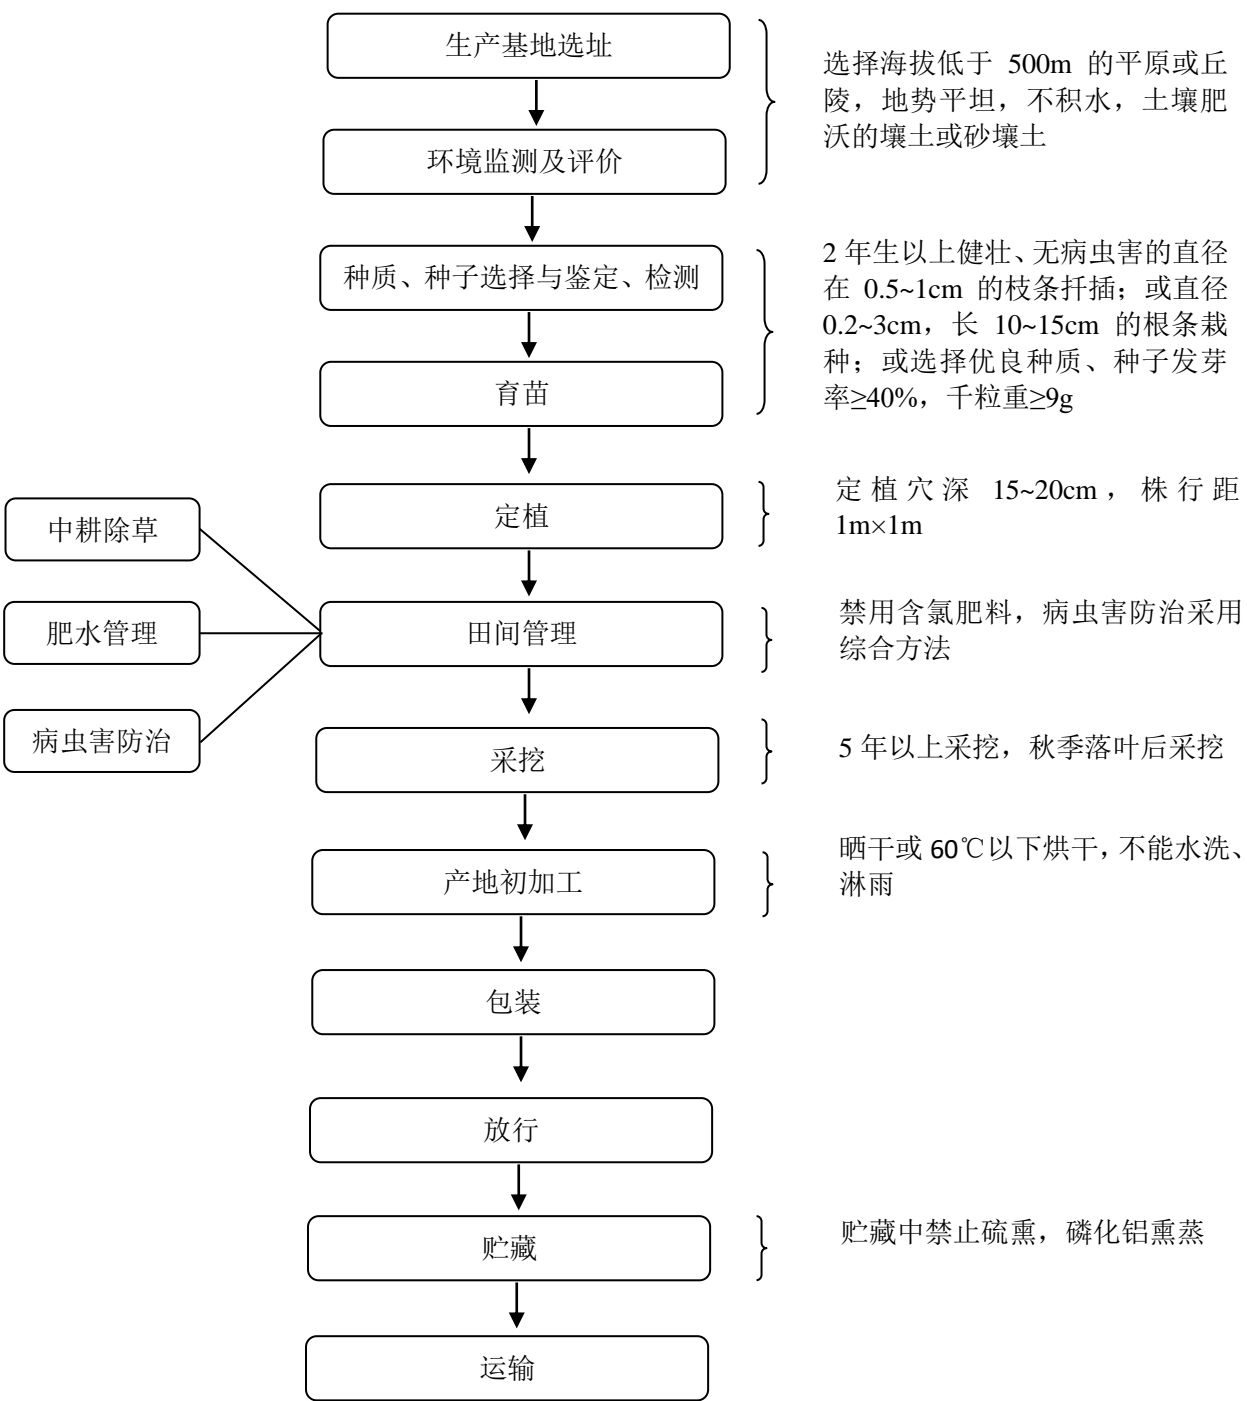 生产基地选址
选择海拔低于 500m 的平原或丘
陵，地势平坦，不积水，土壤肥
沃的壤土或砂壤土
环境监测及评价
种质、种子选择与鉴定、检测
2 年生以上健壮、无病虫害的直径
在 0.5~1cm 的枝条扦插；或直径
0.2~3cm，长 10~15cm 的根条栽
种；或选择优良种质、种子发芽
率≥40%，千粒重≥9g
育苗
定植
定植穴深 15~20cm，株行距
1m×1m
中耕除草
肥水管理
病虫害防治
田间管理
禁用含氯肥料，病虫害防治采用
综合方法
采挖
5 年以上采挖，秋季落叶后采挖
产地初加工
晒干或 60℃以下烘干，不能水洗、
淋雨
包装
放行
贮藏
贮藏中禁止硫熏，磷化铝熏蒸
运输